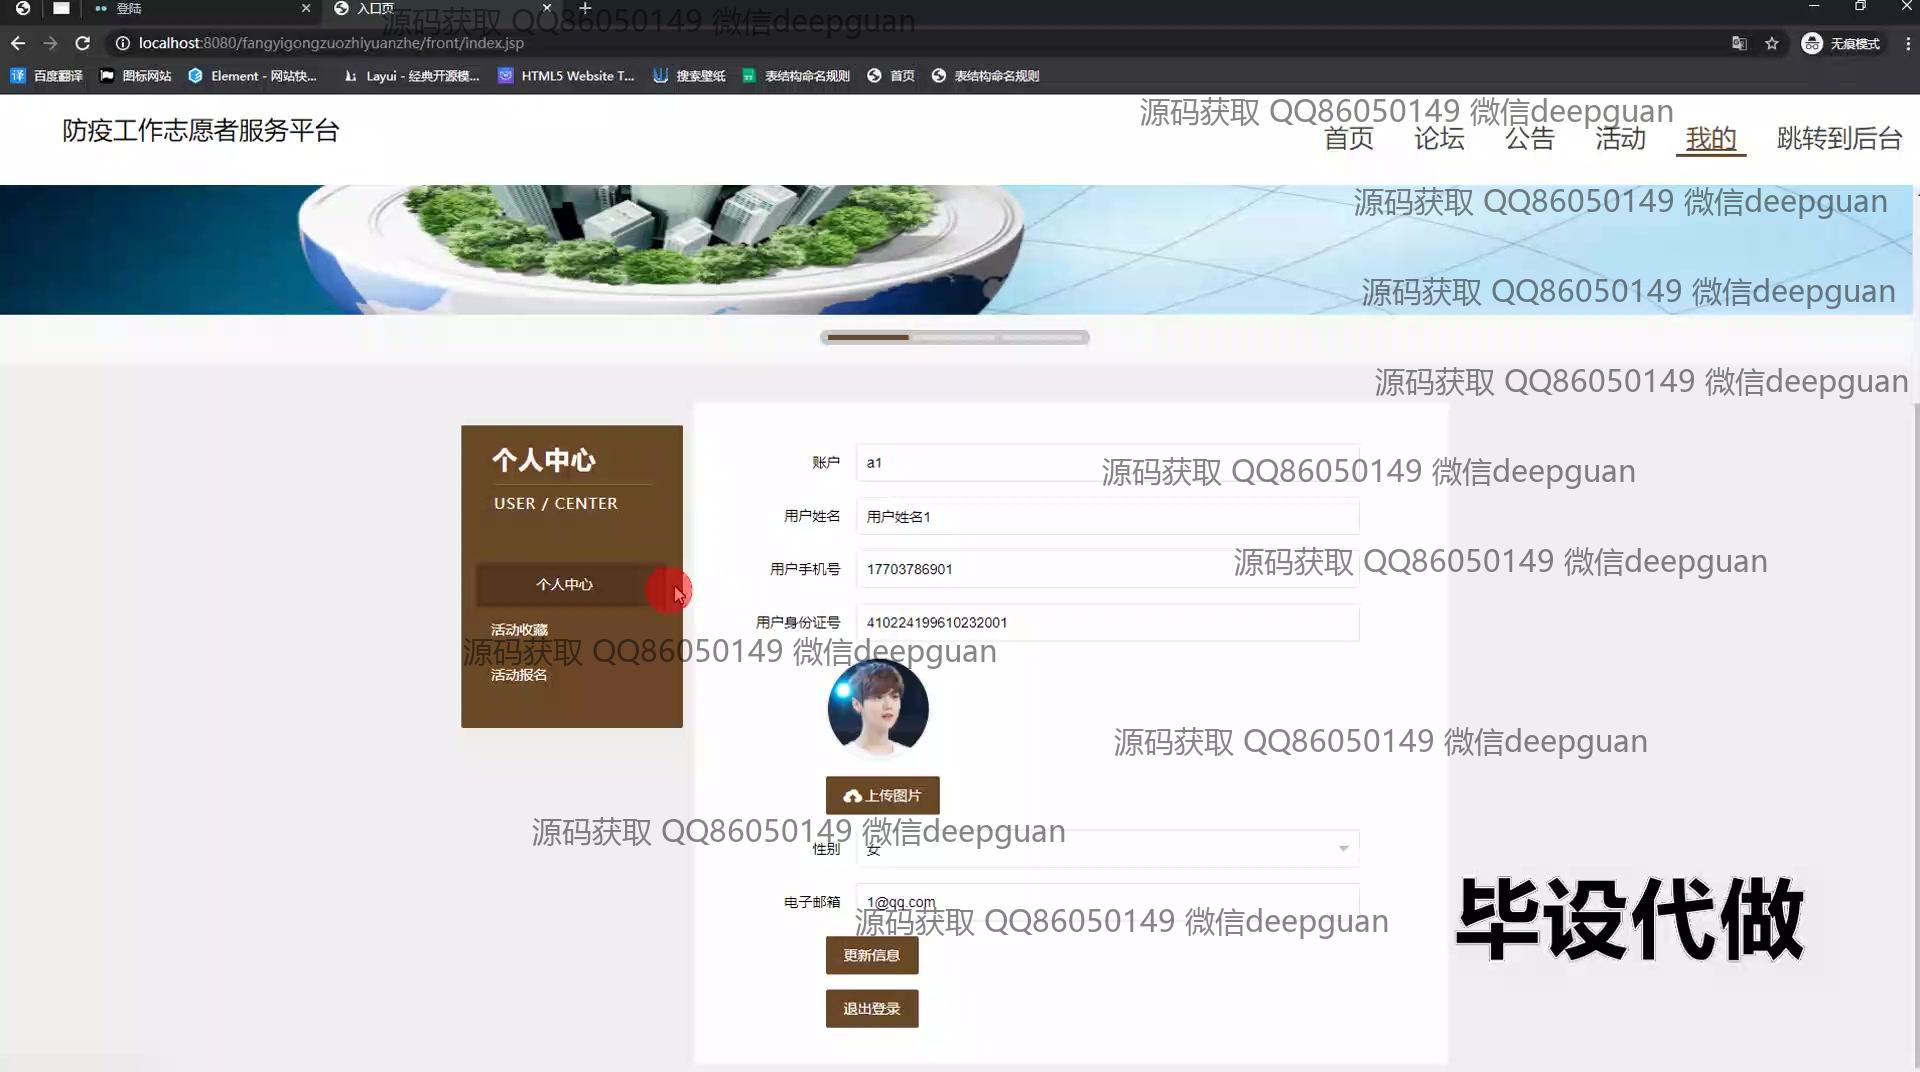 登陆
入口页
源码获取 QQ86050149 微信deepguan
localhost:8080/fangyigongzuozhiyuanzhe/front/index.jsp
无痕模式
译 百度翻译 图标网站 Element - 网站快... Layui - 经典开源模... HTML5 Website T... 搜索壁纸 表结构命名规则 首页 表结构命名规则
源码获取 QQ86050149 微信deepguan
防疫工作志愿者服务平台
首页 论坛 公告 活动 我的 跳转到后台
源码获取 QQ86050149 微信deepguan
源码获取 QQ86050149 微信deepguan
源码获取 QQ86050149 微信deepguan
个人中心
USER / CENTER
个人中心
活动收藏
活动报名
账户 a1
源码获取 QQ86050149 微信deepguan
用户姓名 用户姓名1
用户手机号 17703786901
源码获取 QQ86050149 微信deepguan
用户身份证号 410224199610232001
源码获取 QQ86050149 微信deepguan
源码获取 QQ86050149 微信deepguan
上传图片
源码获取 QQ86050149 微信deepguan
性别 女
电子邮箱 1@qq.com
源码获取 QQ86050149 微信deepguan
更新信息
退出登录
毕设代做